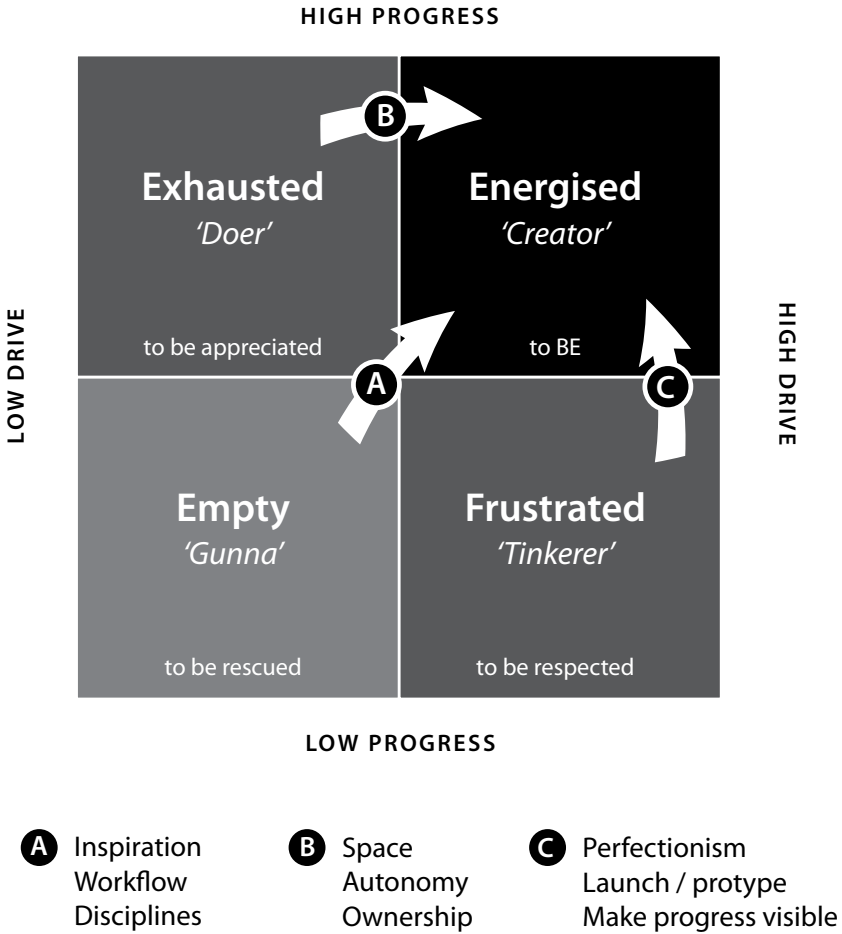 HIGH PROGRESS
B
Exhausted
‘Doer’
to be appreciated
Energised
‘Creator’
to BE
LOW DRIVE
HIGH DRIVE
A
C
Empty
‘Gunna’
to be rescued
Frustrated
‘Tinkerer’
to be respected
LOW PROGRESS
A Inspiration
Workflow
Disciplines
B Space
Autonomy
Ownership
C Perfectionism
Launch / protype
Make progress visible